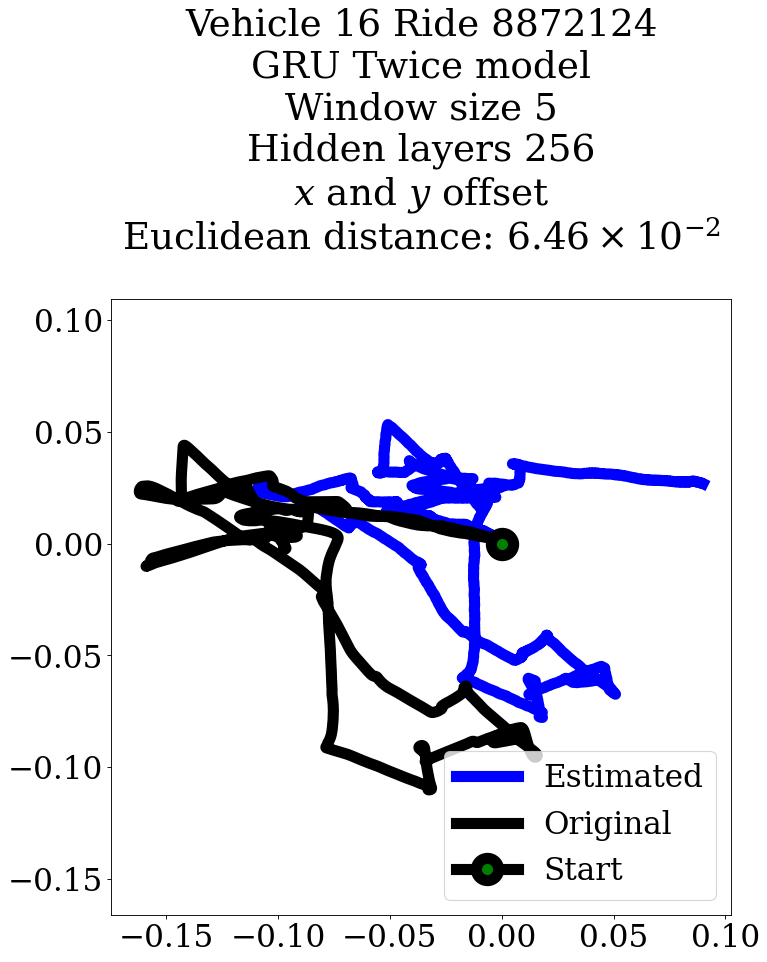 Vehicle 16 Ride 8872124
GRU Twice model
Window size 5
Hidden layers 256
x and y offset
Euclidean distance: 6.46 × 10⁻²
0.10
0.05
0.00
−0.05
−0.10
−0.15
Estimated
Original
Start
−0.15 −0.10 −0.05 0.00 0.05 0.10